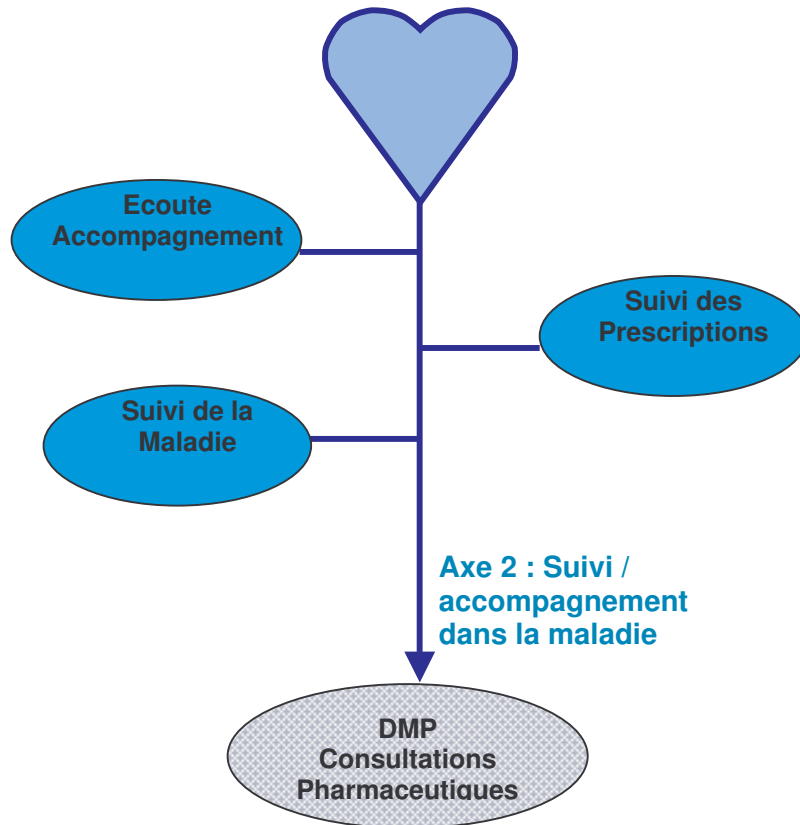 Ecoute
Accompagnement
Suivi des
Prescriptions
Suivi de la
Maladie
Axe 2 : Suivi /
accompagnement
dans la maladie
DMP
Consultations
Pharmaceutiques